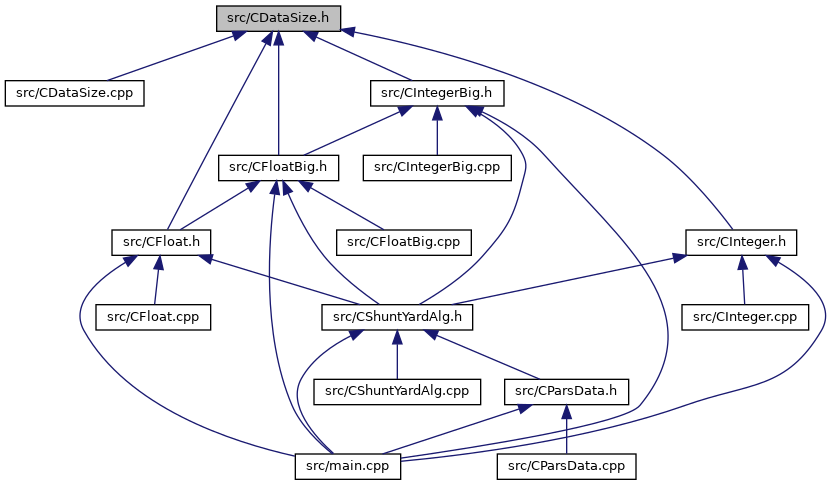 src/CDataSize.h
src/CDataSize.cpp
src/CIntegerBig.h
src/CFloatBig.h
src/CIntegerBig.cpp
src/CFloat.h
src/CFloatBig.cpp
src/CInteger.h
src/CFloat.cpp
src/CShuntYardAlg.h
src/CInteger.cpp
src/CShuntYardAlg.cpp
src/CParsData.h
src/main.cpp
src/CParsData.cpp